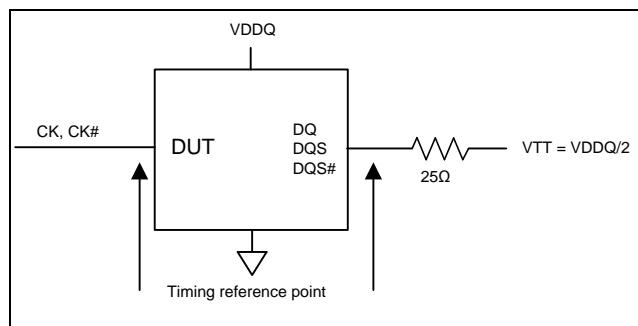 VDDQ
CK, CK#
DUT
DQ
DQS
DQS#
25Ω
VTT = VDDQ/2
Timing reference point